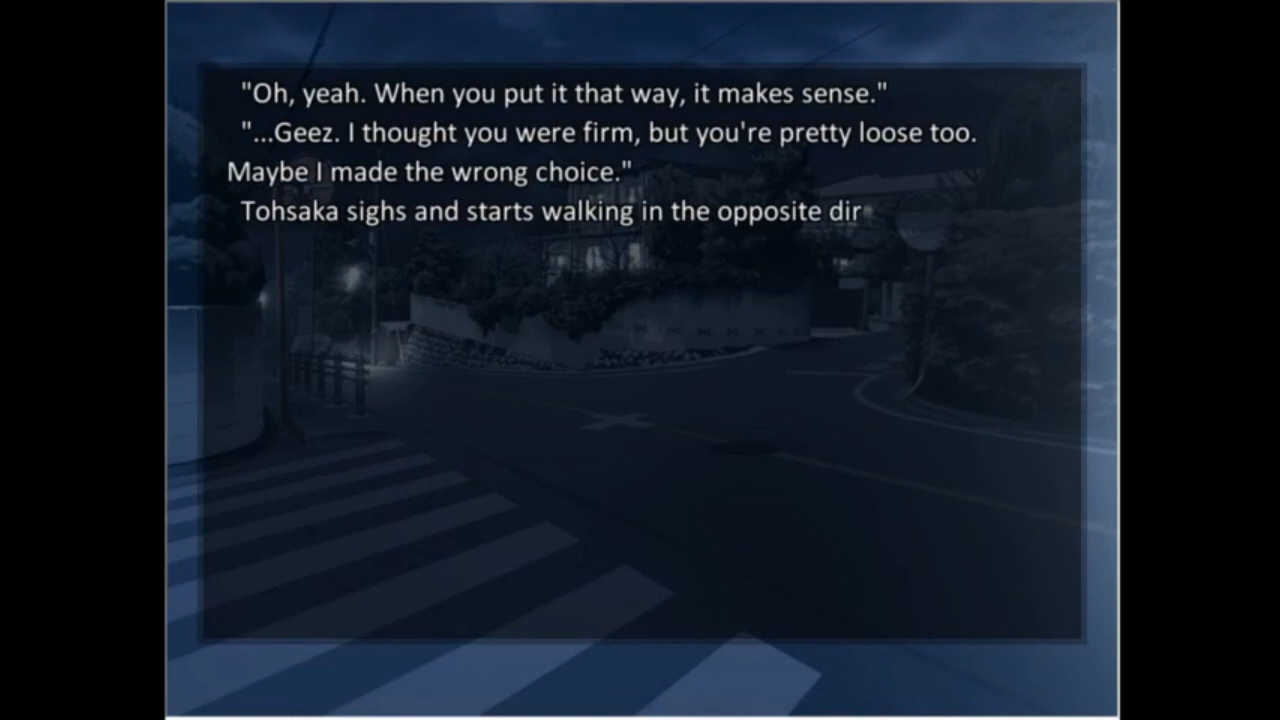 "Oh, yeah. When you put it that way, it makes sense."
"...Geez. I thought you were firm, but you're pretty loose too.
Maybe I made the wrong choice."
Tohsaka sighs and starts walking in the opposite dir